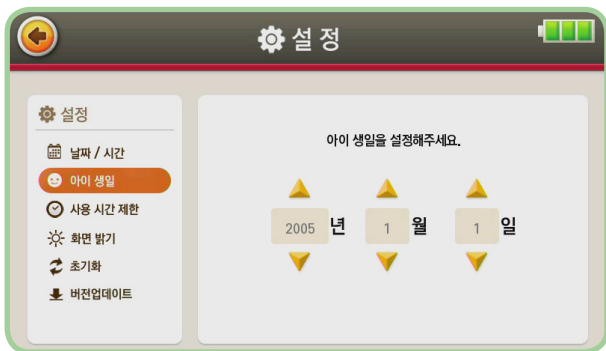 설정
설정
날짜 / 시간
아이 생일
사용 시간 제한
화면 밝기
초기화
버전업데이트
아이 생일을 설정해주세요.
2005 년 1 월 1 일